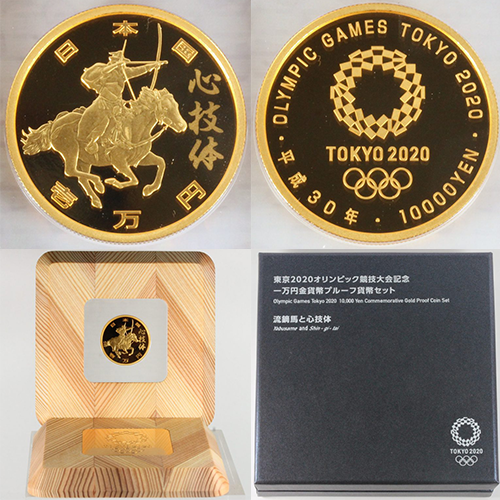 日本国
心技体
壱万円
OLYMPIC GAMES TOKYO 2020
TOKYO 2020
平成30年・10000YEN
心技体
東京2020オリンピック競技大会記念
一万円金貨幣プルーフ貨幣セット
Olympic Games Tokyo 2020 10,000 Yen Commemorative Gold Proof Coin Set
流鏑馬と心技体
Yabusame and Shin-gi-tai
TOKYO 2020